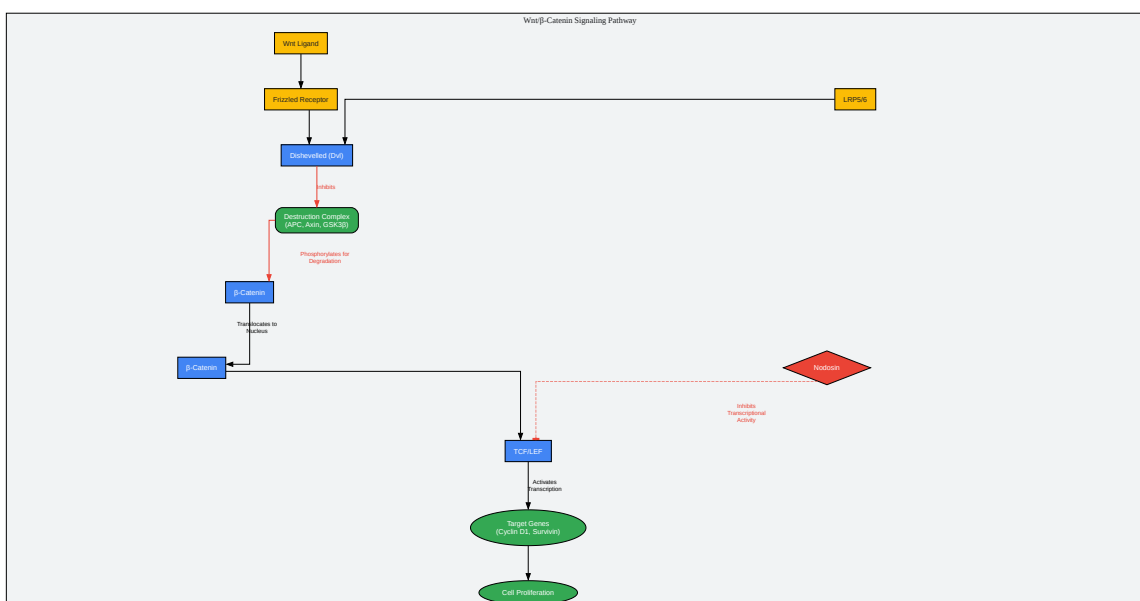 Wnt/β-Catenin Signaling Pathway
Wnt Ligand
Frizzled Receptor
LRP5/6
Dishevelled (Dvl)
Inhibits
Destruction Complex
(APC, Axin, GSK3β)
Phosphorylates for
Degradation
β-Catenin
Translocates to
Nucleus
β-Catenin
Nodosin
Inhibits
Transcriptional
Activity
TCF/LEF
Activates
Transcription
Target Genes
(Cyclin D1, Survivin)
Cell Proliferation